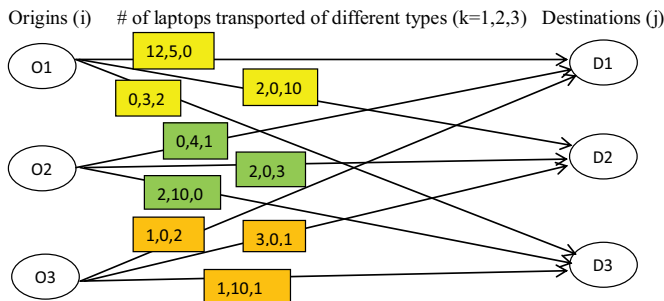 Origins (i) # of laptops transported of different types (k=1,2,3) Destinations (j)
12,5,0
O1
D1
2,0,10
0,3,2
0,4,1
D2
O2
2,0,3
2,10,0
1,0,2
3,0,1
D3
O3
1,10,1